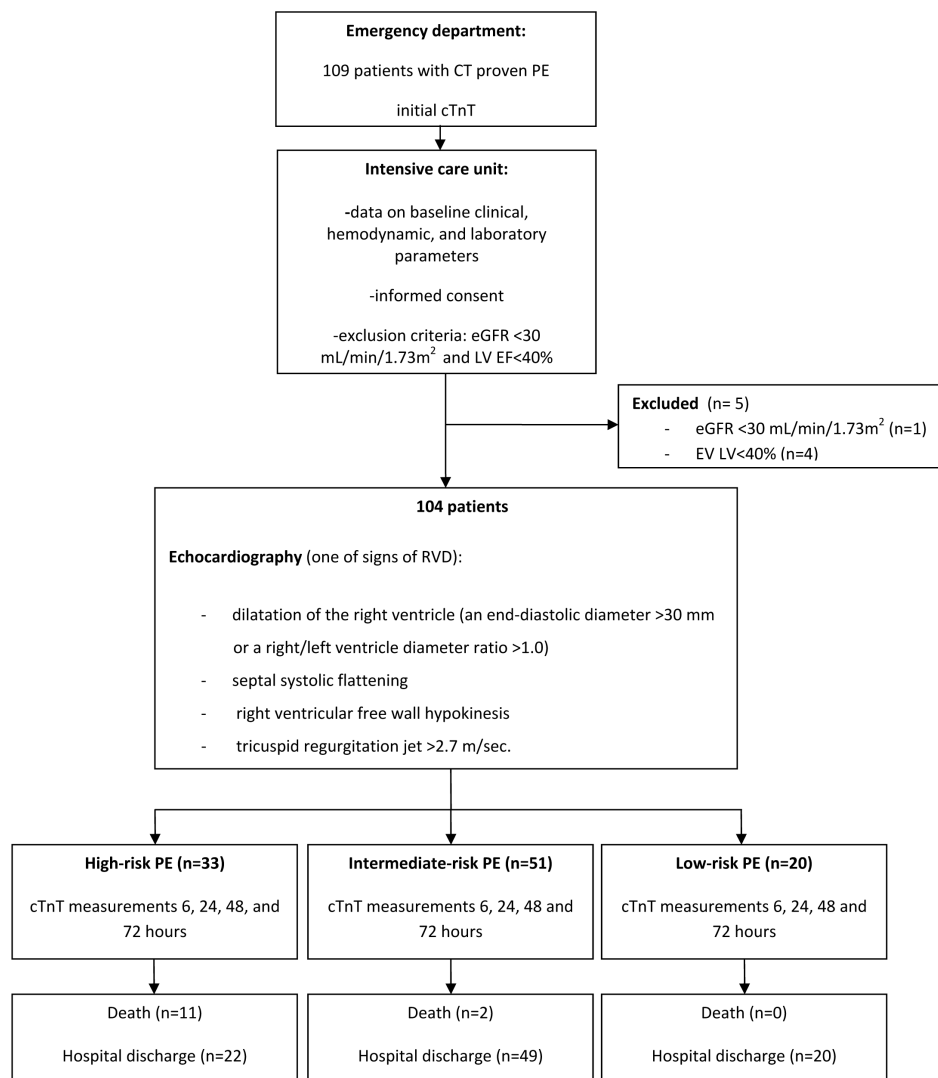 Emergency department:
109 patients with CT proven PE
initial cTnT
Intensive care unit:
-data on baseline clinical,
hemodynamic, and laboratory
parameters
-informed consent
-exclusion criteria: eGFR <30
mL/min/1.73m² and LV EF<40%
Excluded (n= 5)
- eGFR <30 mL/min/1.73m² (n=1)
- EV LV<40% (n=4)
104 patients
Echocardiography (one of signs of RVD):
- dilatation of the right ventricle (an end-diastolic diameter >30 mm
or a right/left ventricle diameter ratio >1.0)
- septal systolic flattening
- right ventricular free wall hypokinesis
- tricuspid regurgitation jet >2.7 m/sec.
High-risk PE (n=33)
cTnT measurements 6, 24, 48, and
72 hours
Intermediate-risk PE (n=51)
cTnT measurements 6, 24, 48 and
72 hours
Low-risk PE (n=20)
cTnT measurements 6, 24, 48 and
72 hours
Death (n=11)
Hospital discharge (n=22)
Death (n=2)
Hospital discharge (n=49)
Death (n=0)
Hospital discharge (n=20)